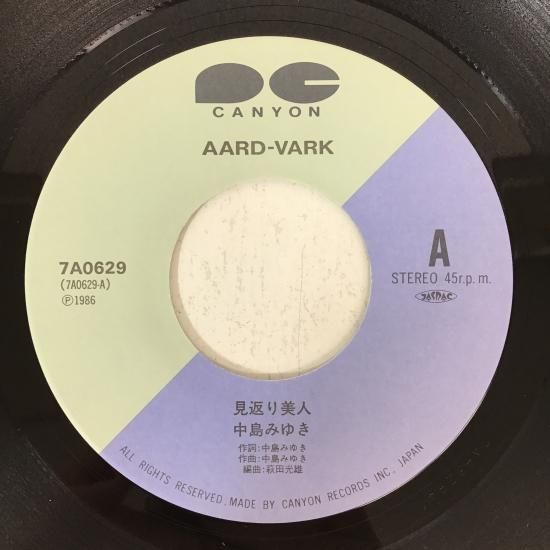 CANYON
AARD-VARK
7A0629
(7A0629-A)
Ⓟ1986
A
STEREO 45r.p.m.
JASRAC
見返り美人
中島みゆき
作詞:中島みゆき
作曲:中島みゆき
編曲:萩田光雄
ALL RIGHTS RESERVED. MADE BY CANYON RECORDS INC., JAPAN